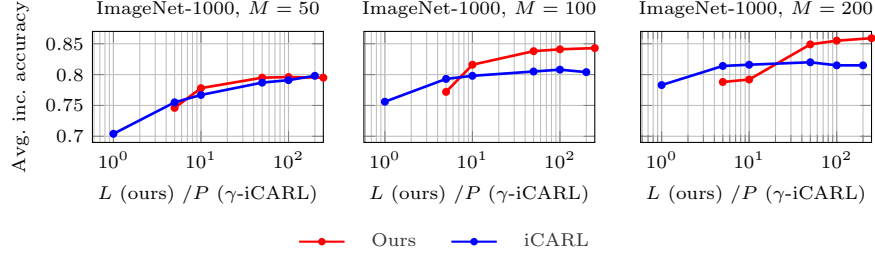 ImageNet-1000, M = 50
ImageNet-1000, M = 100
ImageNet-1000, M = 200
Avg. inc. accuracy
0.85
0.8
0.75
0.7
10^0 10^1 10^2
10^0 10^1 10^2
10^0 10^1 10^2
L (ours) /P (γ-iCARL)
L (ours) /P (γ-iCARL)
L (ours) /P (γ-iCARL)
Ours iCARL